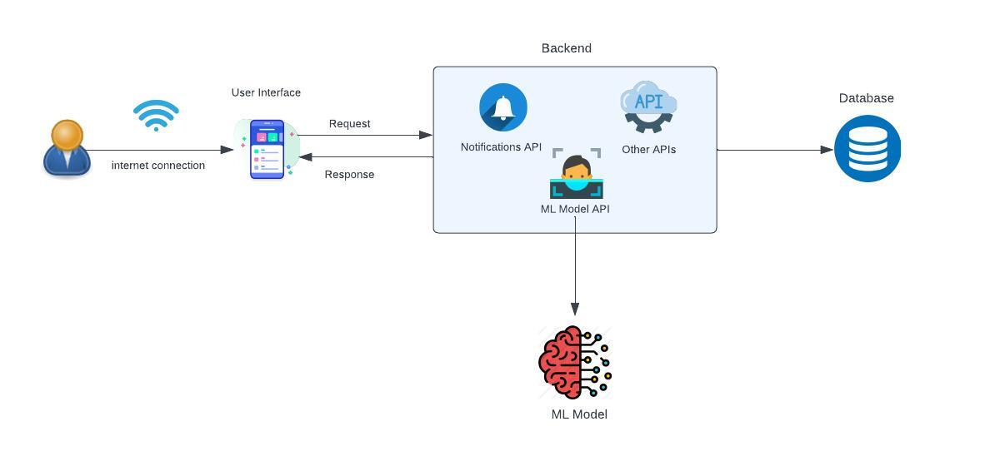 Backend
User Interface
Database
API
Request
Notifications API
Other APIs
internet connection
Response
ML Model API
ML Model